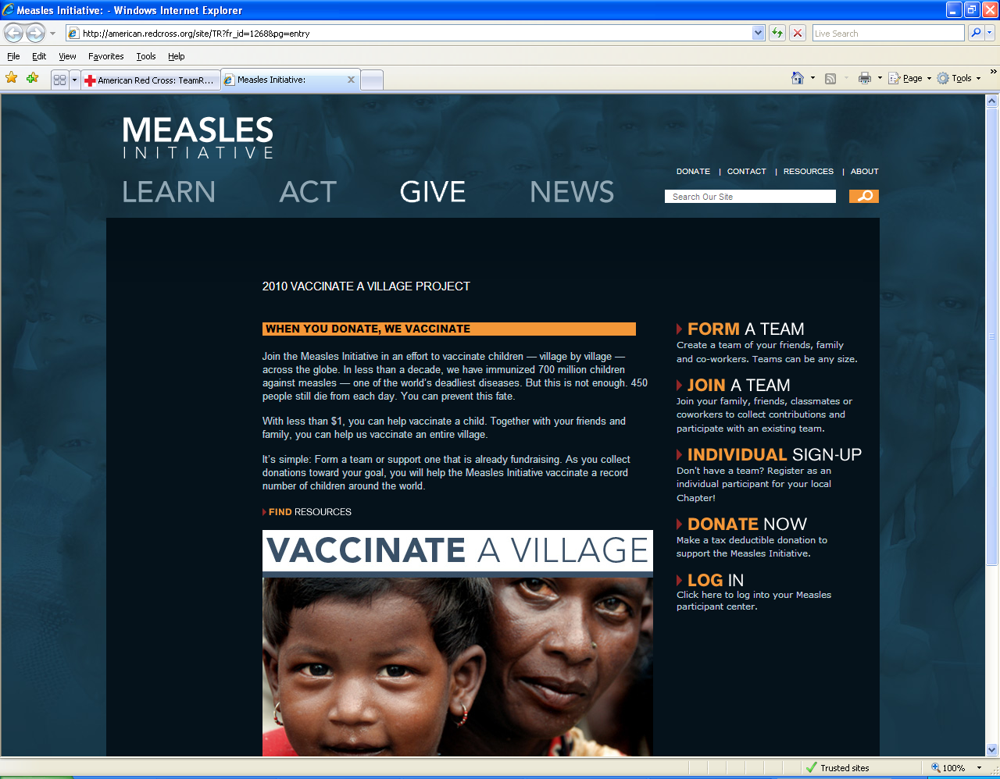 Measles Initiative: - Windows Internet Explorer
http://american.redcross.org/site/TR?fr_id=1268&pg=entry
Live Search
File Edit View Favorites Tools Help
American Red Cross: TeamR...
Measles Initiative:
Page
Tools
MEASLES
INITIATIVE
DONATE | CONTACT | RESOURCES | ABOUT
LEARN ACT GIVE NEWS
Search Our Site
2010 VACCINATE A VILLAGE PROJECT
WHEN YOU DONATE, WE VACCINATE
Join the Measles Initiative in an effort to vaccinate children — village by village —
across the globe. In less than a decade, we have immunized 700 million children
against measles — one of the world's deadliest diseases. But this is not enough. 450
people still die from each day. You can prevent this fate.
With less than $1, you can help vaccinate a child. Together with your friends and
family, you can help us vaccinate an entire village.
It's simple: Form a team or support one that is already fundraising. As you collect
donations toward your goal, you will help the Measles Initiative vaccinate a record
number of children around the world.
FIND RESOURCES
VACCINATE A VILLAGE
FORM A TEAM
Create a team of your friends, family
and co-workers. Teams can be any size.
JOIN A TEAM
Join your family, friends, classmates or
coworkers to collect contributions and
participate with an existing team.
INDIVIDUAL SIGN-UP
Don't have a team? Register as an
individual participant for your local
Chapter!
DONATE NOW
Make a tax deductible donation to
support the Measles Initiative.
LOG IN
Click here to log into your Measles
participant center.
Trusted sites
100%